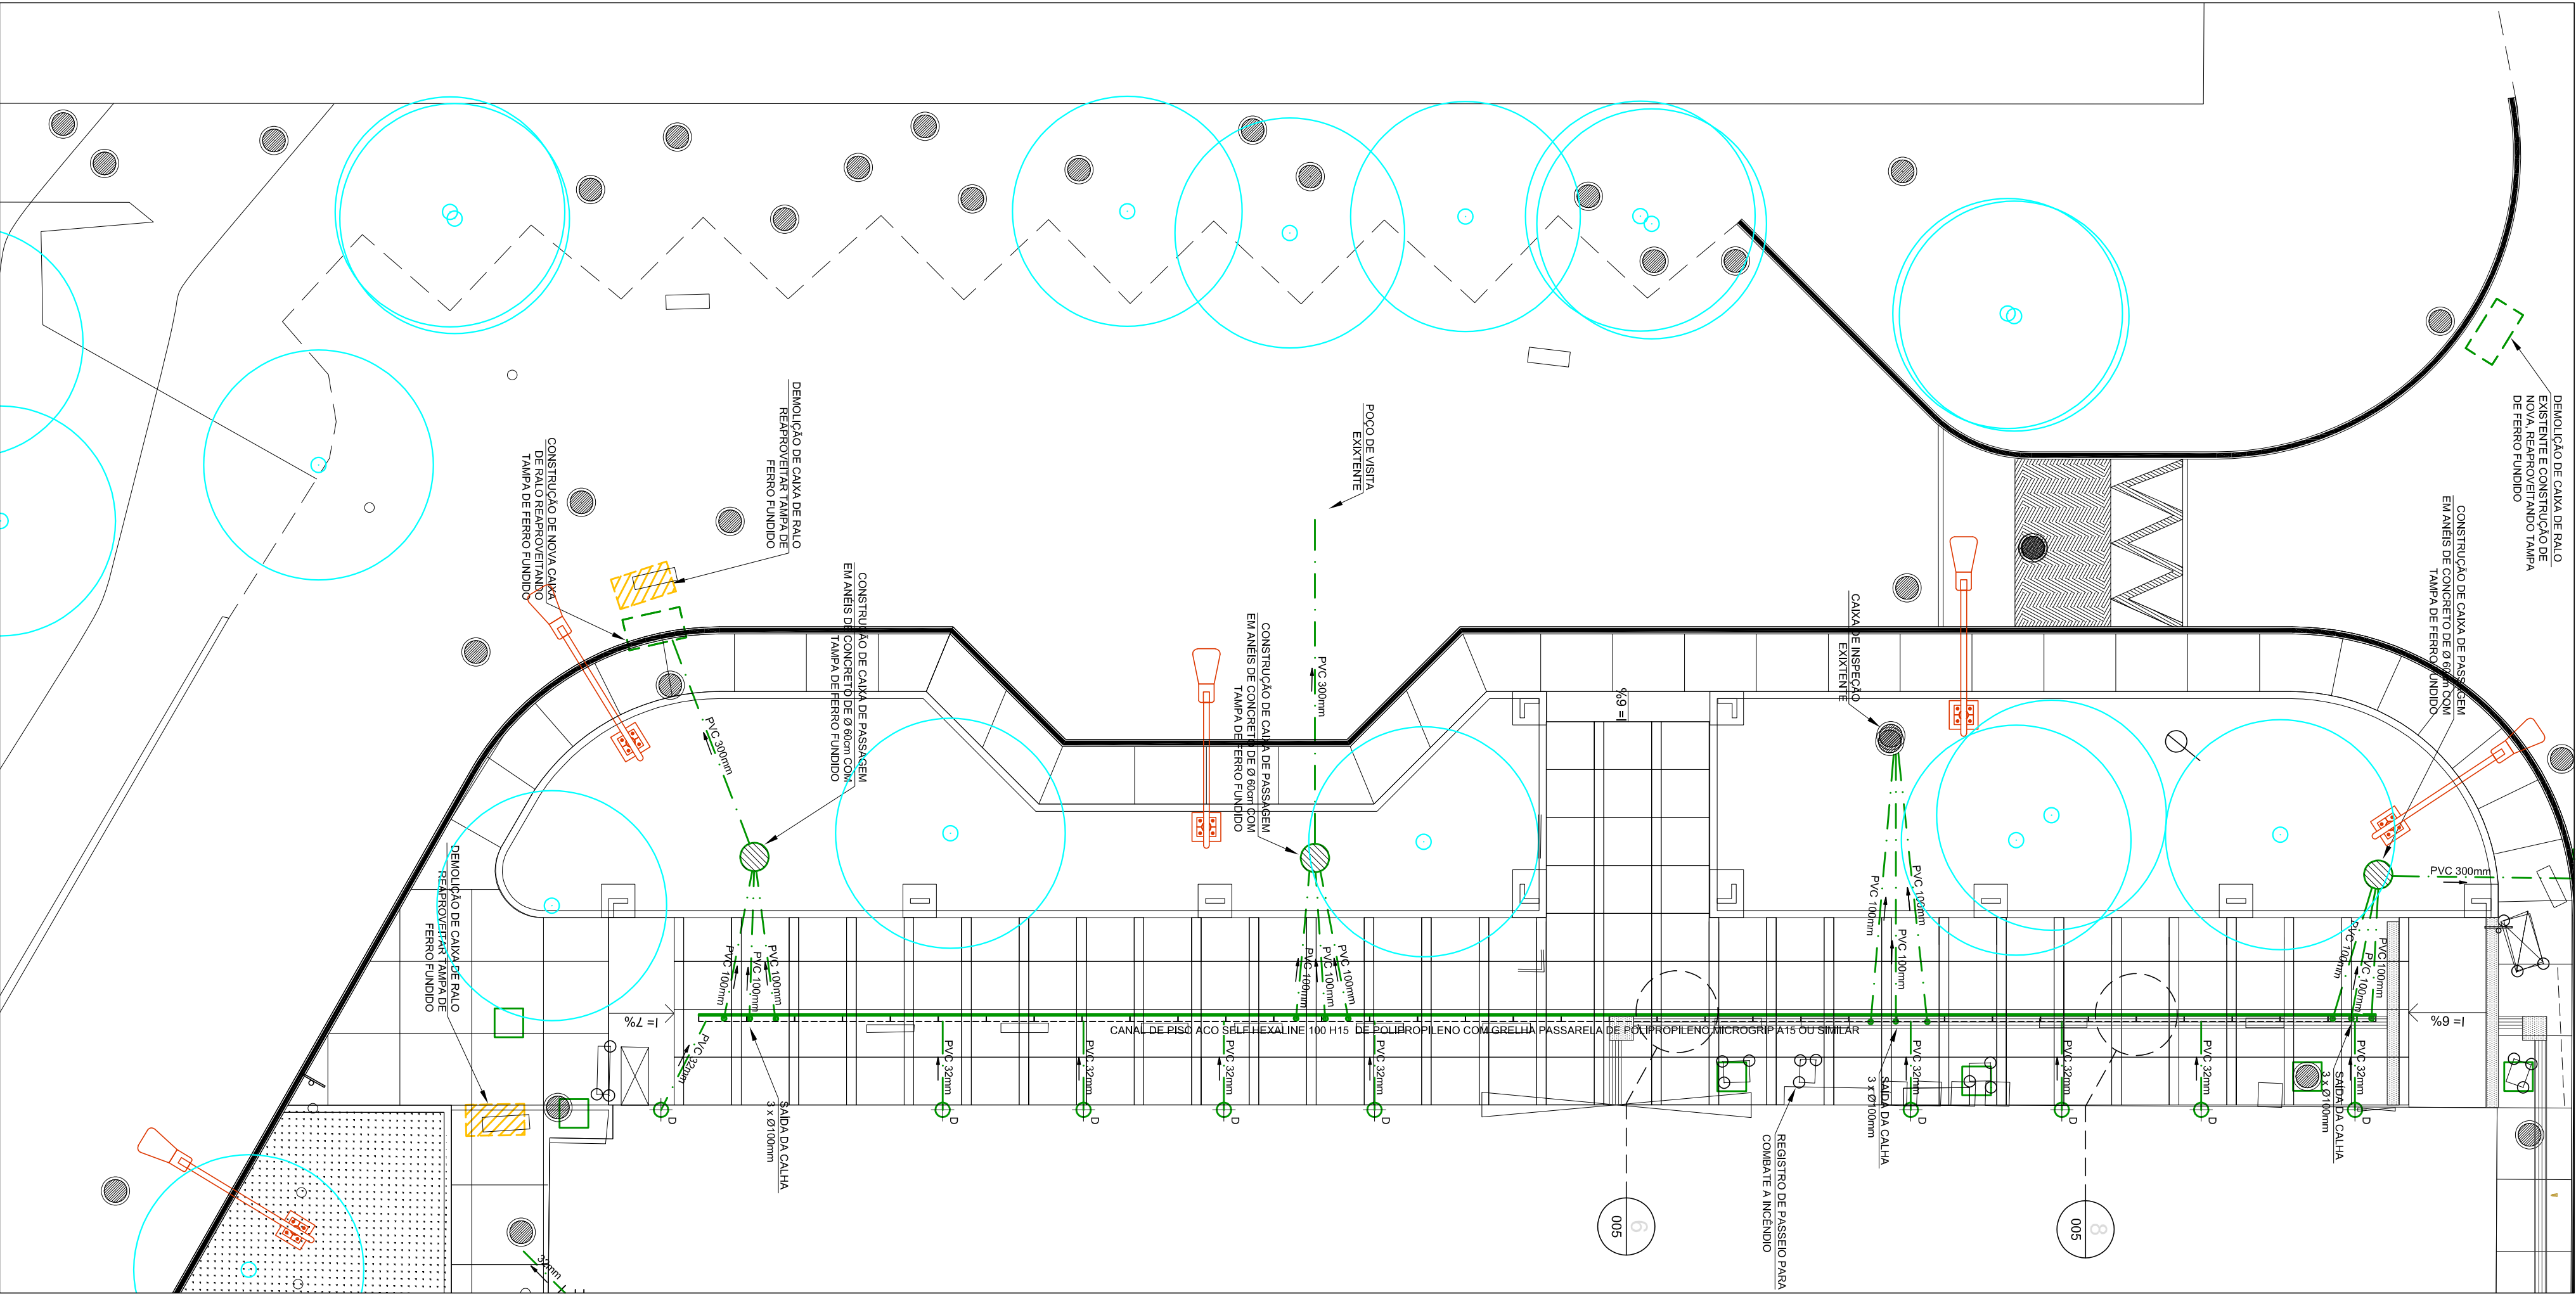 DEMOLIÇÃO DE CAIXA DE RALO
EXISTENTE E CONSTRUÇÃO DE
NOVA, REAPROVEITANDO TAMPA
DE FERRO FUNDIDO
CONSTRUÇÃO DE CAIXA DE PASSAGEM
EM ANÉIS DE CONCRETO DE Ø 60cm COM
TAMPA DE FERRO FUNDIDO
POÇO DE VISITA
EXIXTENTE
DEMOLIÇÃO DE CAIXA DE RALO
REAPROVEITAR TAMPA DE
FERRO FUNDIDO
CONSTRUÇÃO DE NOVA CAIXA
DE RALO REAPROVEITANDO
TAMPA DE FERRO FUNDIDO
CONSTRUÇÃO DE CAIXA DE PASSAGEM
EM ANÉIS DE CONCRETO DE Ø 60cm COM
TAMPA DE FERRO FUNDIDO
CONSTRUÇÃO DE CAIXA DE PASSAGEM
EM ANÉIS DE CONCRETO DE Ø 60cm COM
TAMPA DE FERRO FUNDIDO
CAIXA DE INSPEÇÃO
EXIXTENTE
PVC 300mm
PVC 300mm
PVC 300mm
I= 6%
DEMOLIÇÃO DE CAIXA DE RALO
REAPROVEITAR TAMPA DE
FERRO FUNDIDO
PVC 100mm
PVC 100mm
PVC 100mm
PVC 100mm
PVC 100mm
PVC 100mm
PVC 100mm
PVC 100mm
PVC 100mm
PVC 100mm
PVC 100mm
PVC 100mm
I= 7%
I= 6%
CANAL DE PISO ACO SELF HEXALINE 100 H15 DE POLIPROPILENO COM GRELHA PASSARELA DE POLIPROPILENO MICROGRIP A15 OU SIMILAR
PVC 32mm
PVC 32mm
PVC 32mm
PVC 32mm
PVC 32mm
PVC 32mm
PVC 32mm
PVC 32mm
PVC 32mm
D
D
D
D
D
D
D
D
D
SAÍDA DA CALHA
3 x Ø100mm
SAÍDA DA CALHA
3 x Ø100mm
SAÍDA DA CALHA
3 x Ø100mm
REGISTRO DE PASSEIO PARA
COMBATE A INCÊNDIO
6
005
8
005
32mm